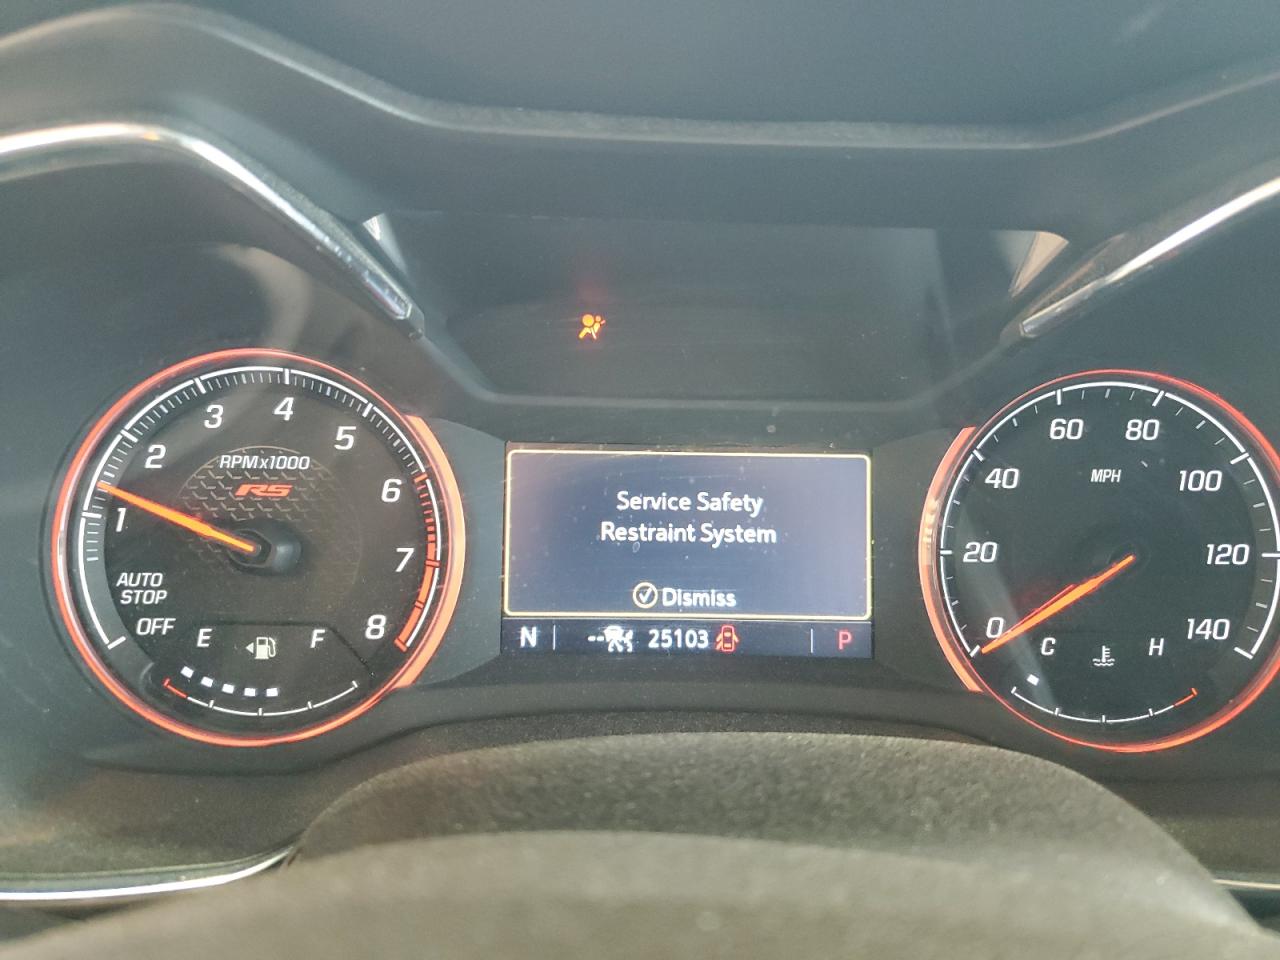 1
2
3
4
5
6
7
8
RPMx1000
RS
AUTO
STOP
OFF
E
F
Service Safety
Restraint System
Dismiss
N
--°F
25103
P
0
20
40
60
80
100
120
140
MPH
C
H